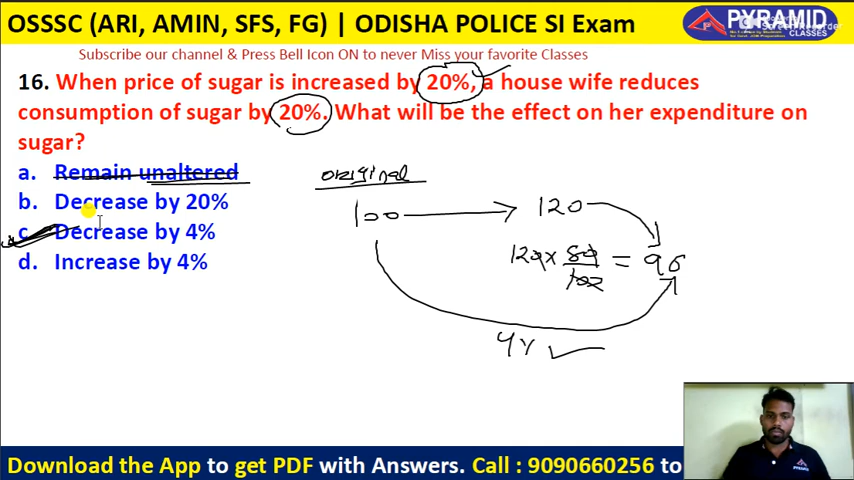 OSSSC (ARI, AMIN, SFS, FG) | ODISHA POLICE SI Exam
PYRAMID
CLASSES
Subscribe our channel & Press Bell Icon ON to never Miss your favorite Classes
16. When price of sugar is increased by 20%, a house wife reduces
consumption of sugar by 20%. What will be the effect on her expenditure on
sugar?
a. Remain unaltered
b. Decrease by 20%
c. Decrease by 4%
d. Increase by 4%
original
100
120
120 x 80/100 = 96
4%
PYRAMID
Download the App to get PDF with Answers. Call : 9090660256 to